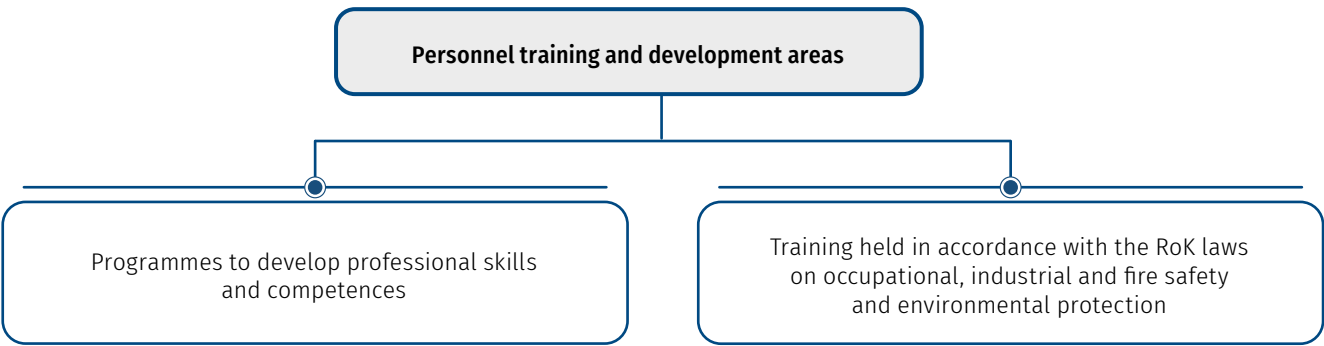 Personnel training and development areas
Programmes to develop professional skills
and competences
Training held in accordance with the RoK laws
on occupational, industrial and fire safety
and environmental protection